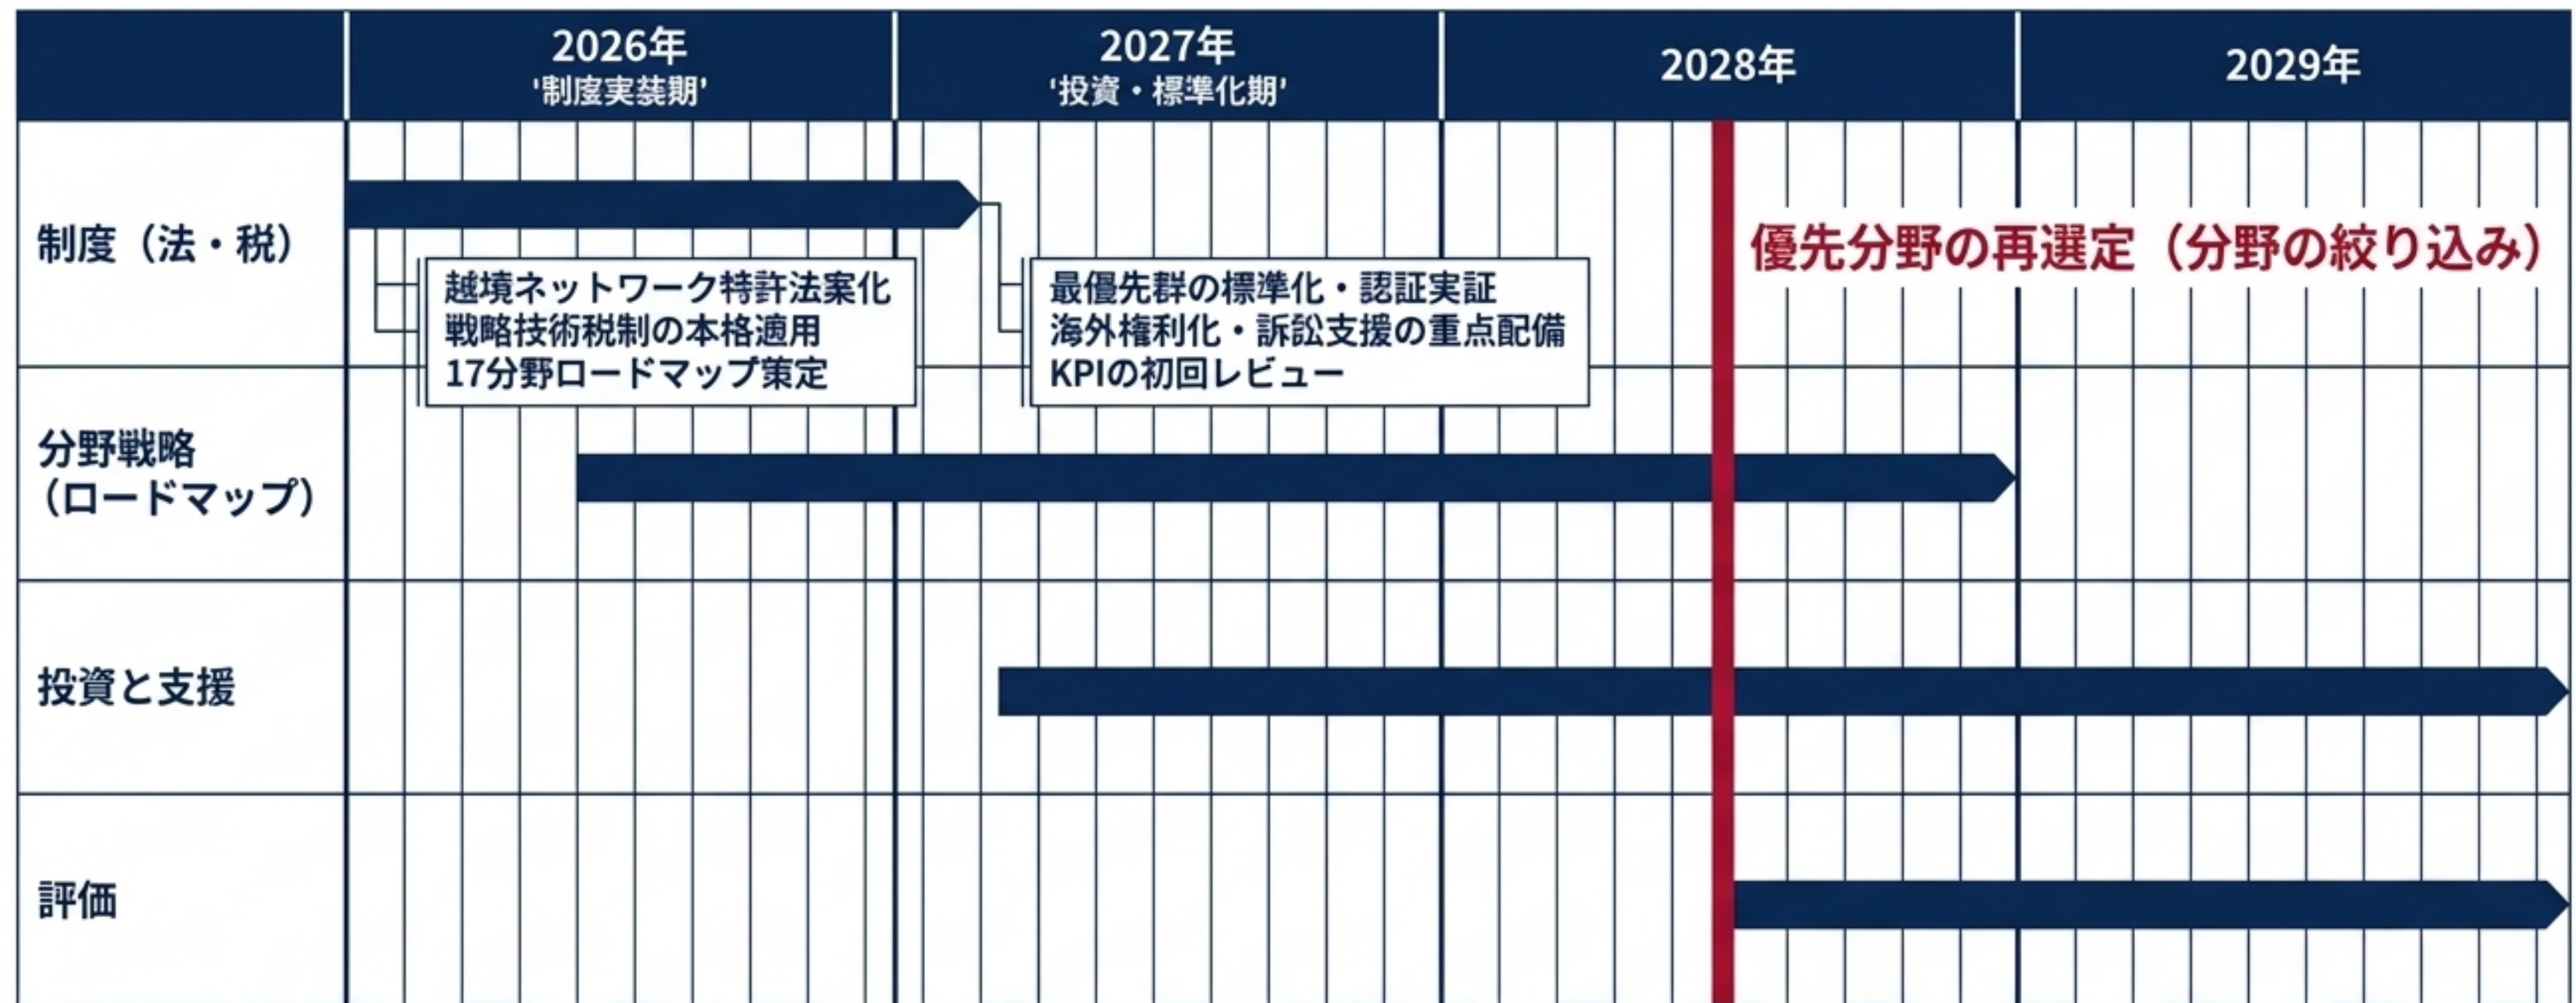 2026年
'制度実装期'
2027年
'投資・標準化期'
2028年
2029年
制度（法・税）
越境ネットワーク特許法案化
戦略技術税制の本格適用
17分野ロードマップ策定
最優先群の標準化・認証実証
海外権利化・訴訟支援の重点配備
KPIの初回レビュー
優先分野の再選定（分野の絞り込み）
分野戦略
（ロードマップ）
投資と支援
評価